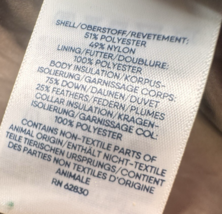 SHELL/OBERSTOFF/REVETEMENT:
51% POLYESTER
49% NYLON
LINING/FUTTER/DOUBLURE:
100% POLYESTER
BODY INSULATION/KORPUS-
ISOLIERUNG/GARNISSAGE CORPS:
75% DOWN/DAUNEN/DUVET
25% FEATHERS/FEDERN/PLUMES
COLLAR INSULATION/KRAGEN-
ISOLIERUNG/GARNISSAGE COL:
100% POLYESTER
CONTAINS NON-TEXTILE PARTS OF
ANIMAL ORIGIN/ENTHÄLT NICHT-TEXTILE
TEILE TIERISCHEN URSPRUNGS/CONTIENT
DES PARTIES NON TEXTILES D'ORIGINE
ANIMALE
RN 62830